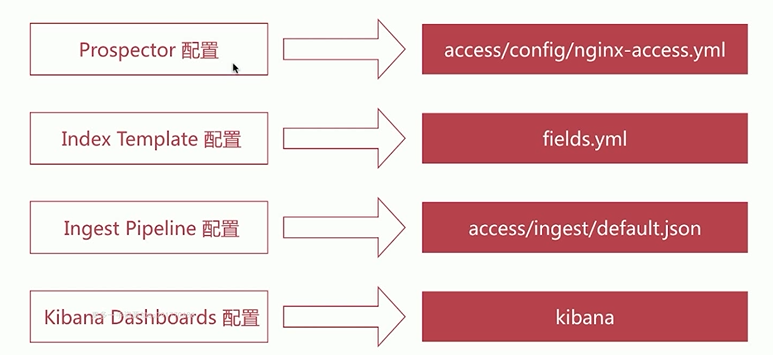 Prospector 配置
access/config/nginx-access.yml
Index Template 配置
fields.yml
Ingest Pipeline 配置
access/ingest/default.json
Kibana Dashboards 配置
kibana